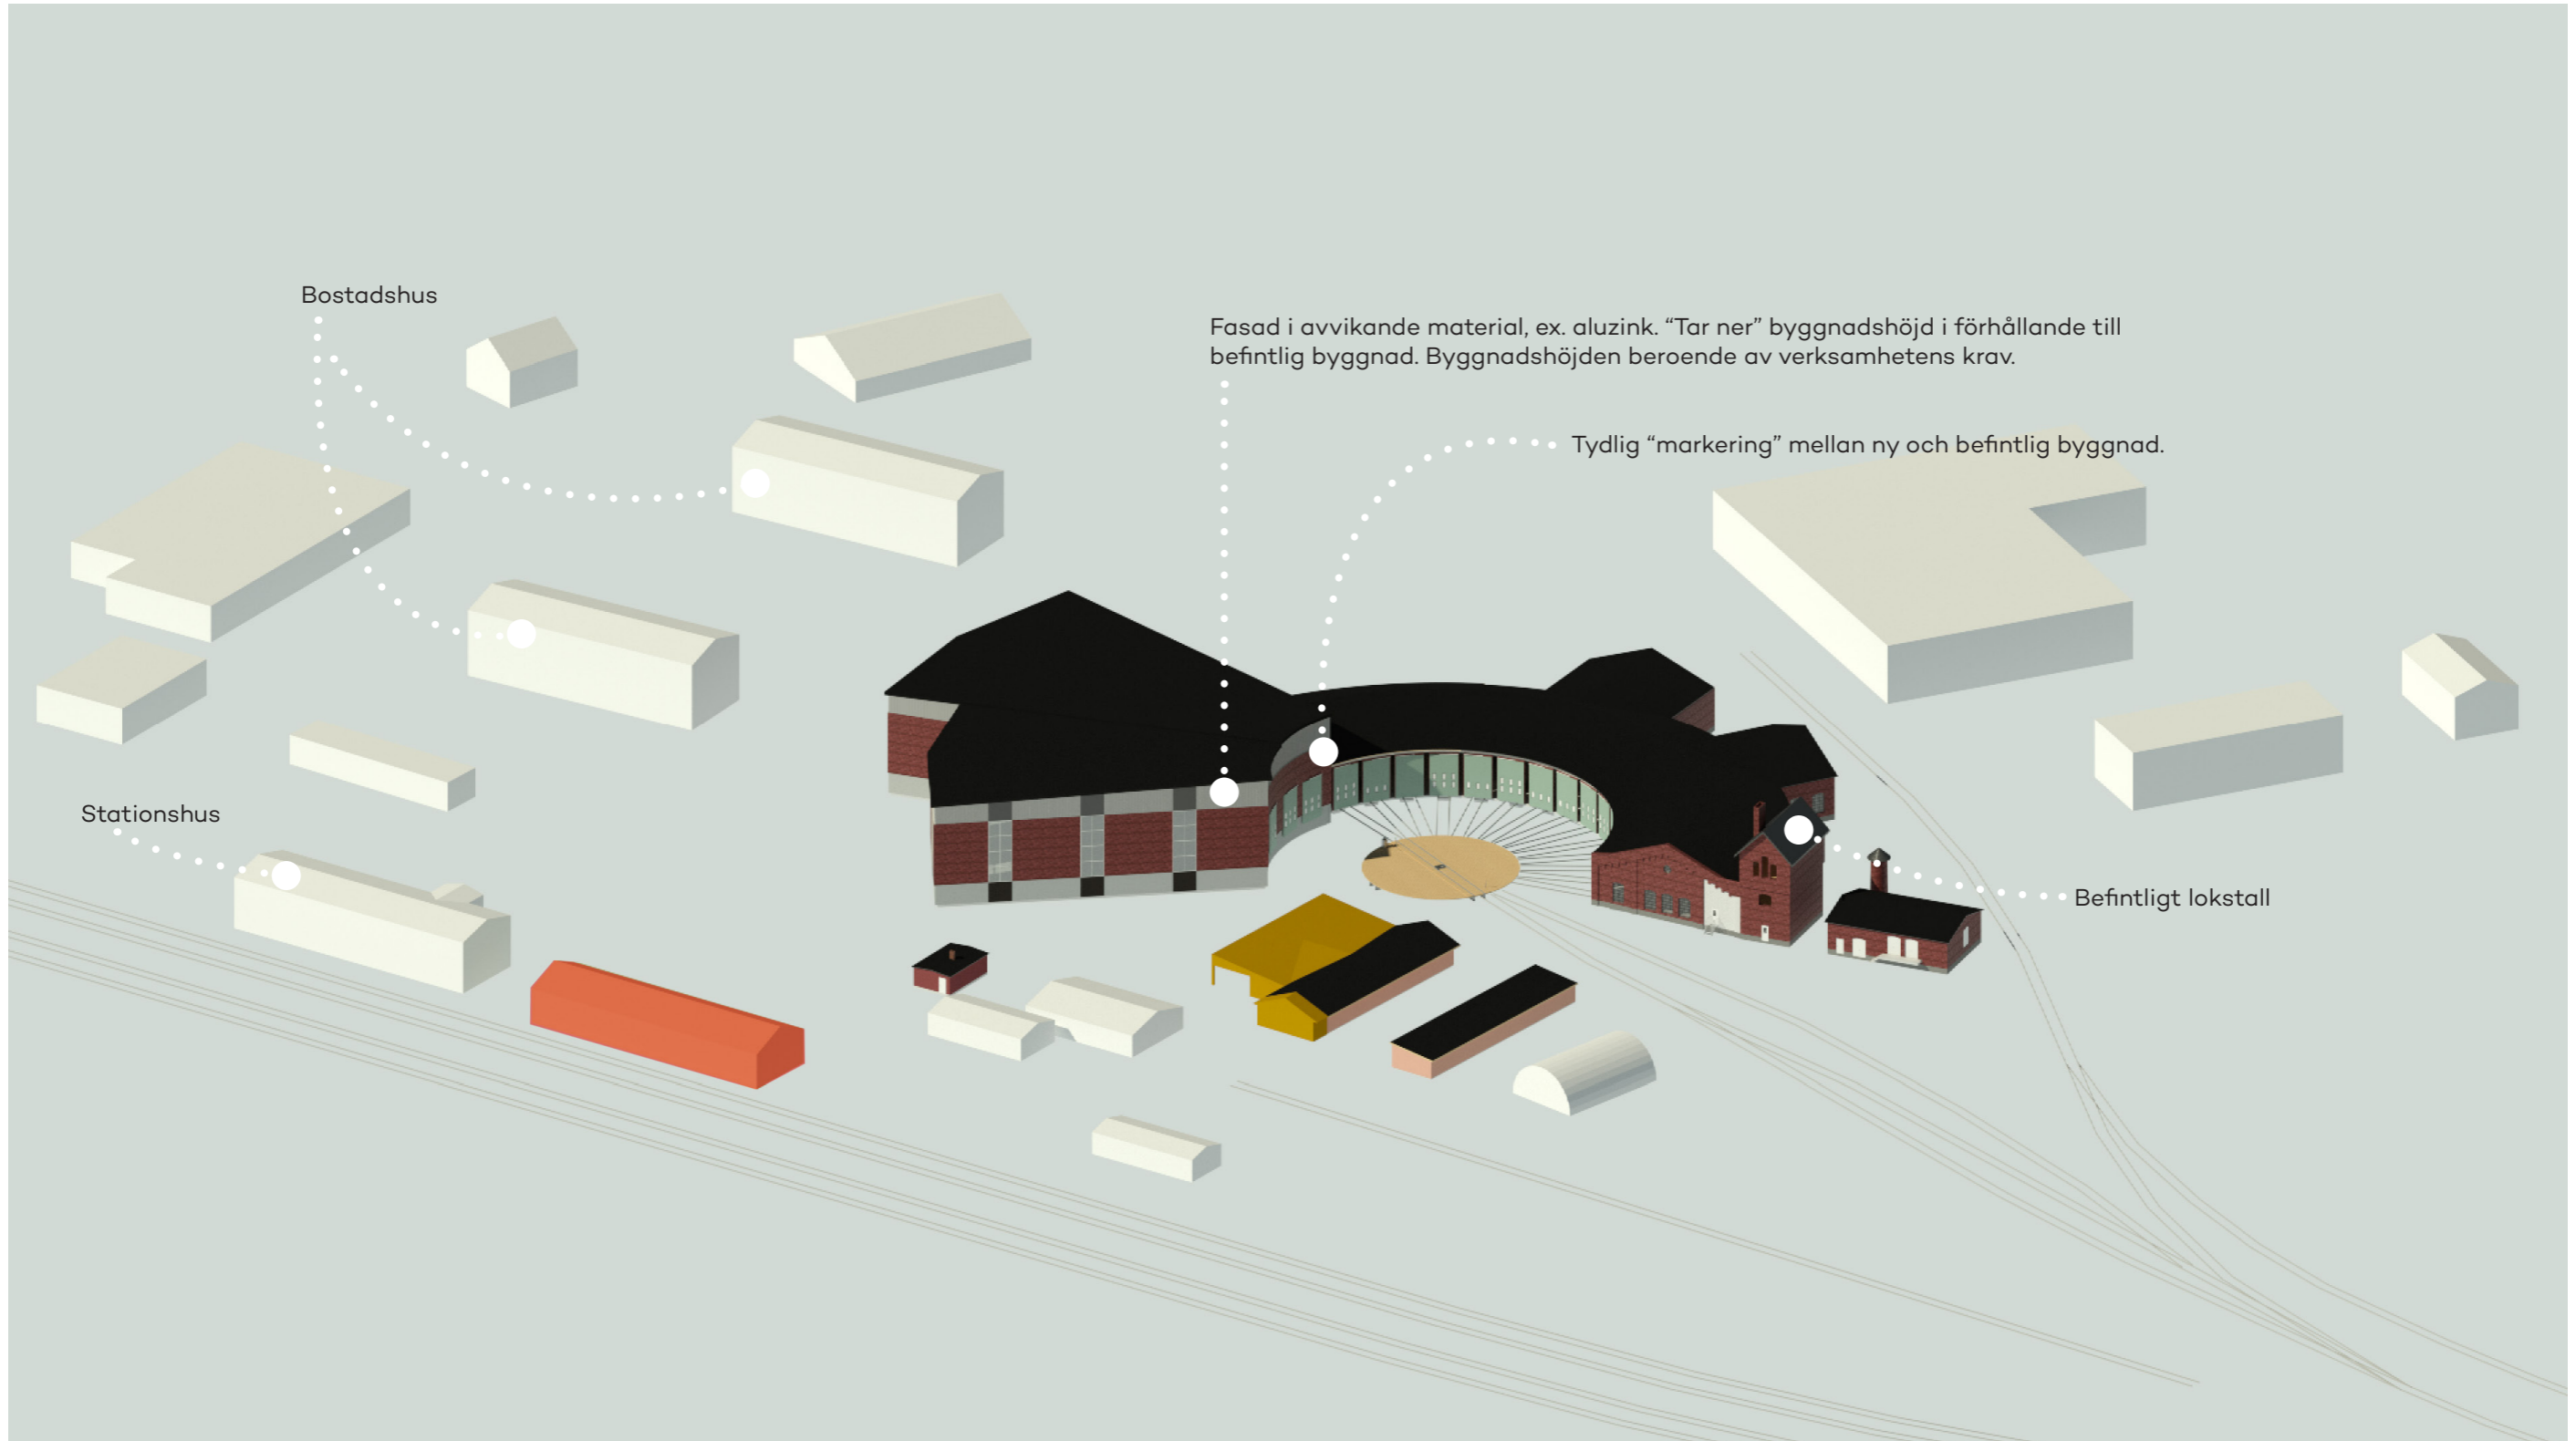 Bostadshus
Fasad i avvikande material, ex. aluzink. “Tar ner” byggnadshöjd i förhållande till
befintlig byggnad. Byggnadshöjden beroende av verksamhetens krav.
Tydlig “markering” mellan ny och befintlig byggnad.
Stationshus
Befintligt lokstall